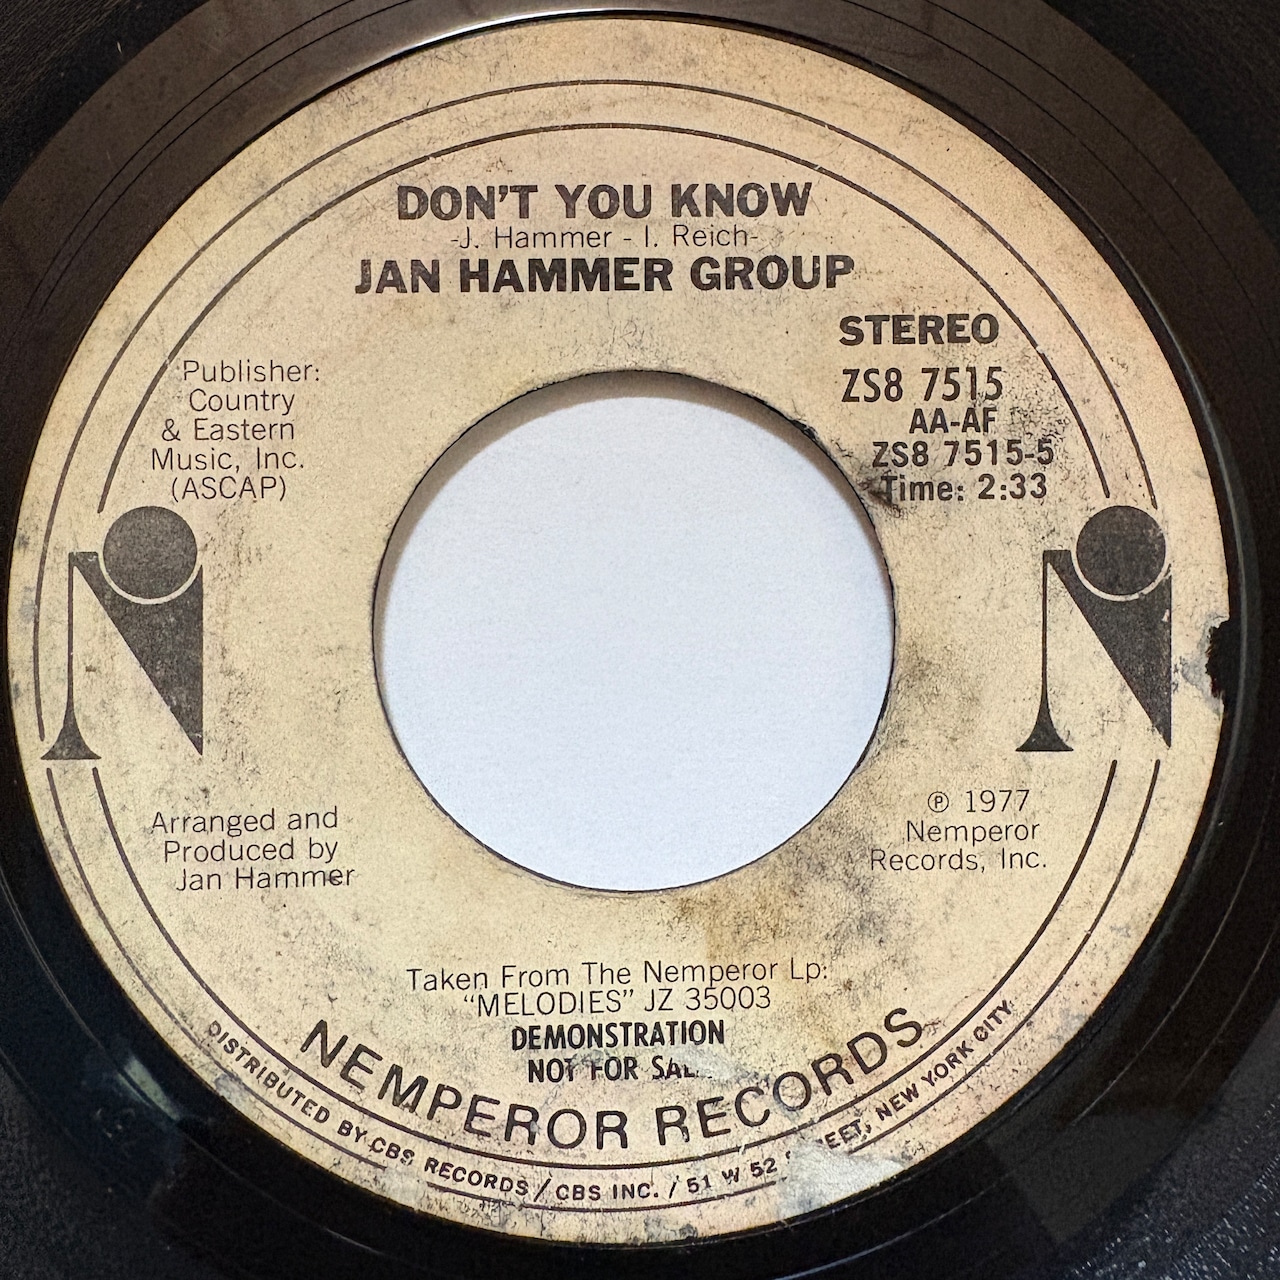 DON'T YOU KNOW
-J. Hammer - I. Reich-
JAN HAMMER GROUP
STEREO
ZS8 7515
AA-AF
ZS8 7515-5
Time: 2:33
Publisher:
Country
& Eastern
Music, Inc.
(ASCAP)
Arranged and
Produced by
Jan Hammer
℗ 1977
Nemperor
Records, Inc.
Taken From The Nemperor Lp:
"MELODIES" JZ 35003
DEMONSTRATION
NOT FOR
NEMPEROR RECORDS
DISTRIBUTED BY CBS RECORDS / CBS INC. / 51 W 52 NEW YORK CITY